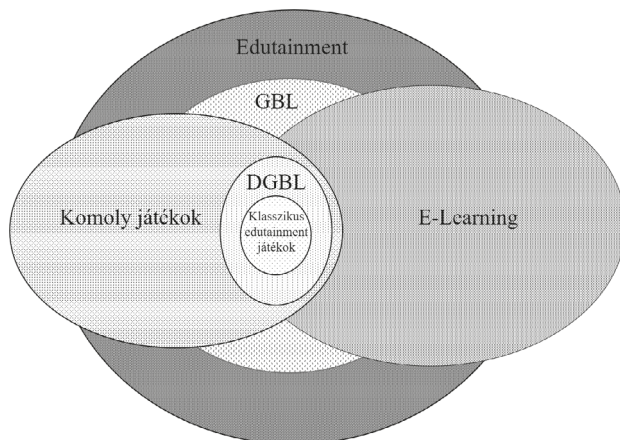 Edutainment
GBL
DGBL
Komoly játékok
Klasszikus
edutainment
játékok
E-Learning